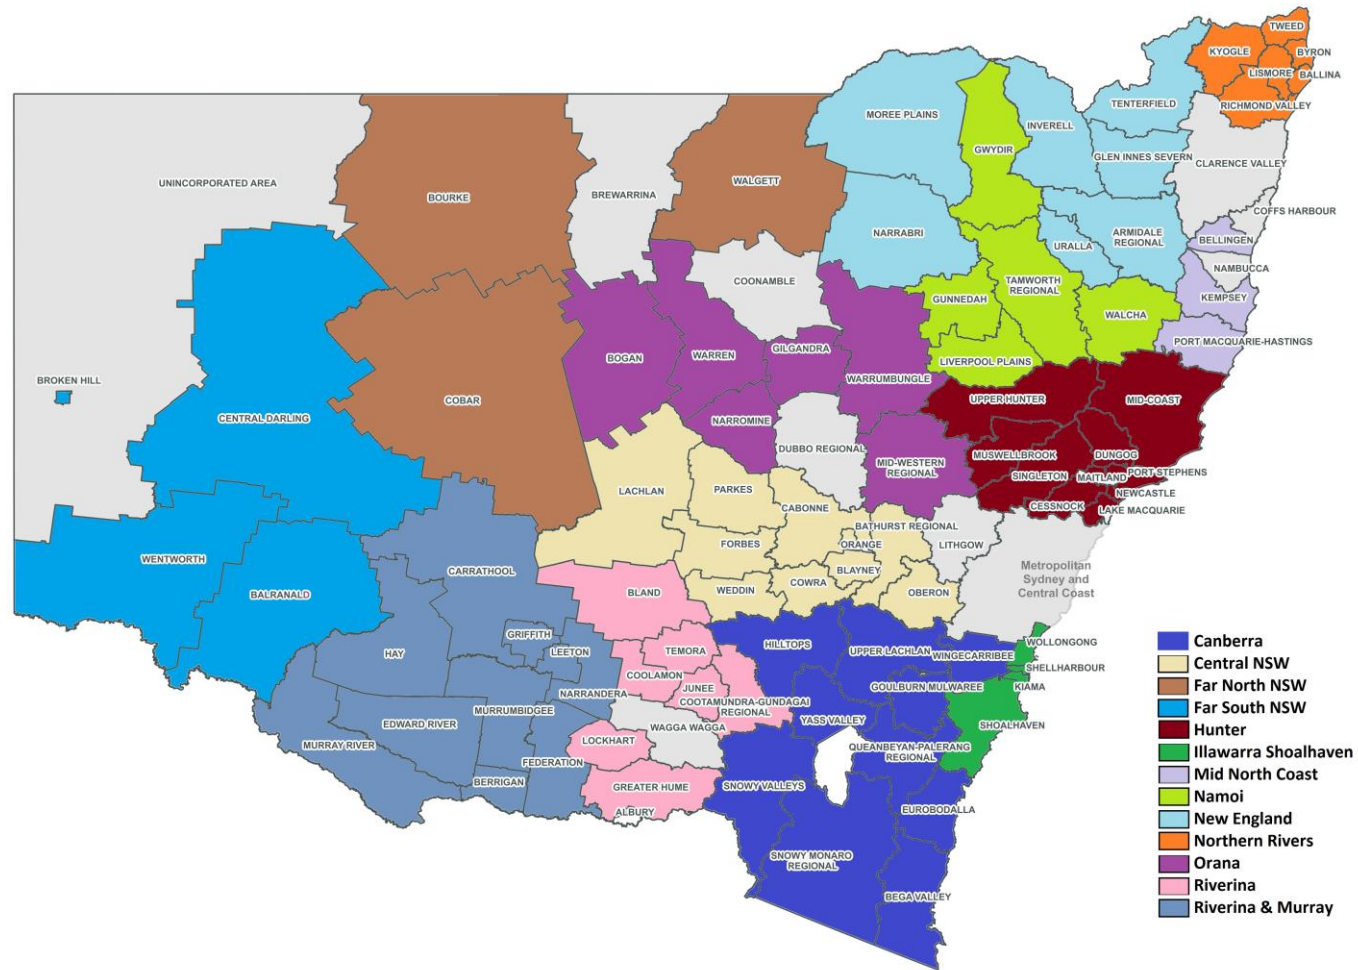 TWEED
KYOGLE
BYRON
LISMORE
BALLINA
RICHMOND VALLEY
TENTERFIELD
MOREE PLAINS
INVERELL
GWYDIR
GLEN INNES SEVERN
CLARENCE VALLEY
UNINCORPORATED AREA
BOURKE
BREWARRINA
WALGETT
COFFS HARBOUR
NARRABRI
URALLA
ARMIDALE
REGIONAL
BELLINGEN
NAMBUCCA
COONAMBLE
TAMWORTH
REGIONAL
GUNNEDAH
KEMPSEY
WALCHA
PORT MACQUARIE-HASTINGS
BOGAN
WARREN
GILGANDRA
LIVERPOOL PLAINS
WARRUMBUNGLE
BROKEN HILL
COBAR
UPPER HUNTER
MID-COAST
CENTRAL DARLING
NARROMINE
DUBBO REGIONAL
MID-WESTERN
REGIONAL
MUSWELLBROOK
DUNGOG
SINGLETON
MAITLAND
PORT STEPHENS
NEWCASTLE
CESSNOCK
LAKE MACQUARIE
LACHLAN
PARKES
CABONNE
BATHURST REGIONAL
FORBES
ORANGE
LITHGOW
WENTWORTH
CARRATHOOL
BLAYNEY
Metropolitan
Sydney and
Central Coast
BALRANALD
BLAND
WEDDIN
COWRA
OBERON
GRIFFITH
HILLTOPS
UPPER LACHLAN
WINGECARRIBEE
WOLLONGONG
HAY
LEETON
TEMORA
SHELLHARBOUR
COOLAMON
JUNEE
GOULBURN MULWAREE
KIAMA
NARRANDERA
COOTAMUNDRA-GUNDAGAI
REGIONAL
MURRUMBIDGEE
EDWARD RIVER
WAGGA WAGGA
YASS VALLEY
SHOALHAVEN
MURRAY RIVER
LOCKHART
QUEANBEYAN-PALERANG
REGIONAL
FEDERATION
BERRIGAN
GREATER HUME
SNOWY VALLEYS
ALBURY
EUROBODALLA
SNOWY MONARO
REGIONAL
BEGA VALLEY
Canberra
Central NSW
Far North NSW
Far South NSW
Hunter
Illawarra Shoalhaven
Mid North Coast
Namoi
New England
Northern Rivers
Orana
Riverina
Riverina & Murray